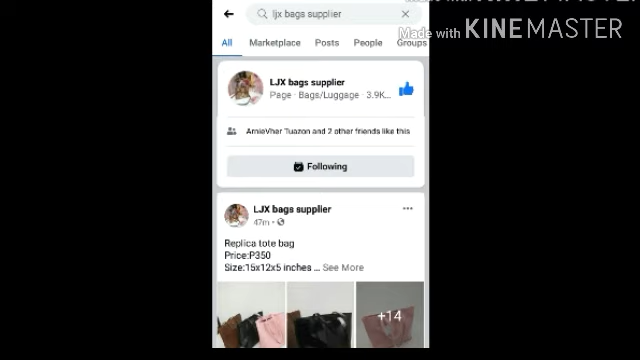 ljx bags supplier
Made with KINEMASTER
All Marketplace Posts People Groups
LJX bags supplier
Page · Bags/Luggage · 3.9K...
ArnieVher Tuazon and 2 other friends like this
Following
LJX bags supplier
47m ·
Replica tote bag
Price:P350
Size:15x12x5 inches ... See More
+14